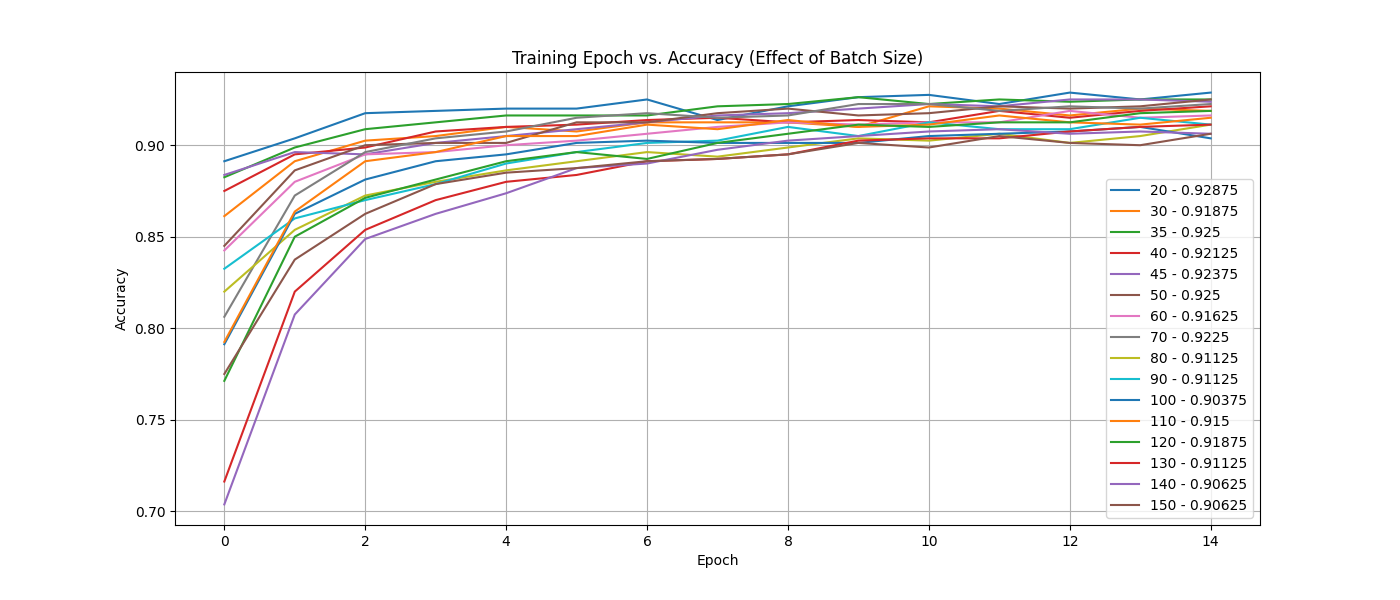 Training Epoch vs. Accuracy (Effect of Batch Size)
Accuracy
0.90
0.85
0.80
0.75
0.70
20 - 0.92875
30 - 0.91875
35 - 0.925
40 - 0.92125
45 - 0.92375
50 - 0.925
60 - 0.91625
70 - 0.9225
80 - 0.91125
90 - 0.91125
100 - 0.90375
110 - 0.915
120 - 0.91875
130 - 0.91125
140 - 0.90625
150 - 0.90625
0 2 4 6 8 10 12 14
Epoch